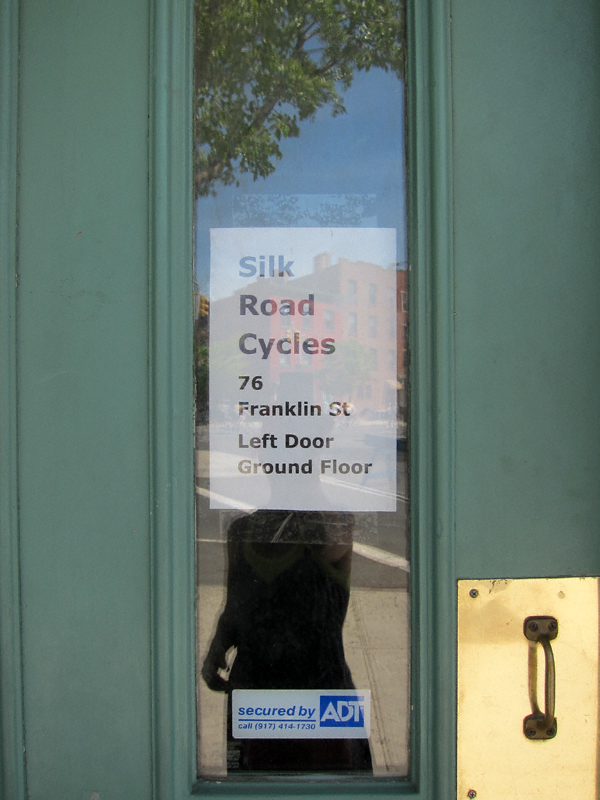 Silk
Road
Cycles
76
Franklin St
Left Door
Ground Floor
secured by ADT
call (917) 414-1730